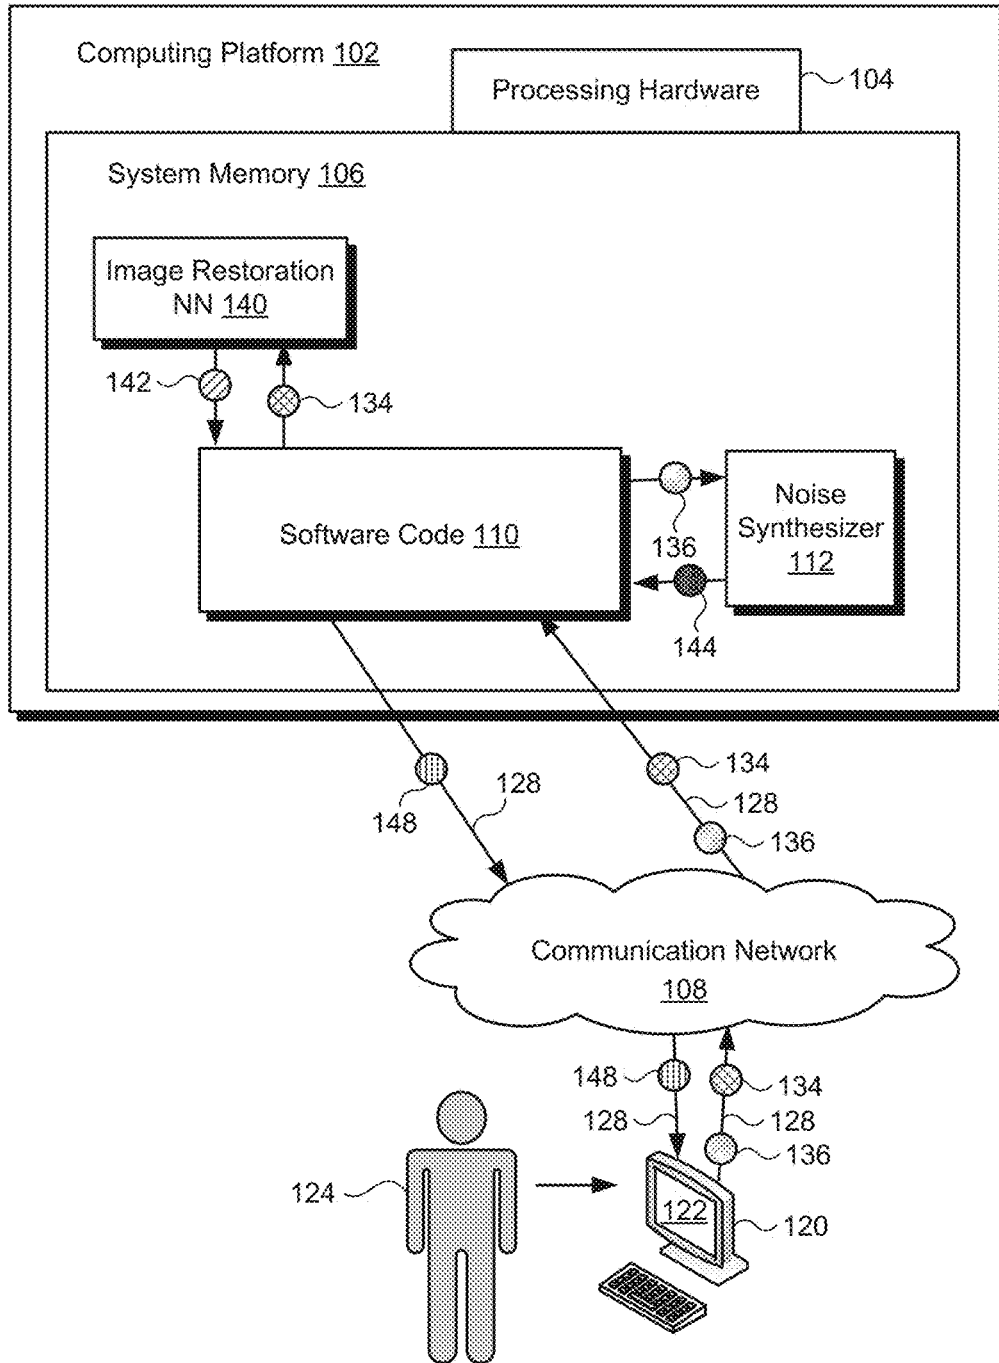 Computing Platform 102
Processing Hardware
104
System Memory 106
Image Restoration
NN 140
142
134
Software Code 110
136
Noise
Synthesizer
112
144
148
128
134
128
136
Communication Network
108
148
134
128
128
136
124
122
120